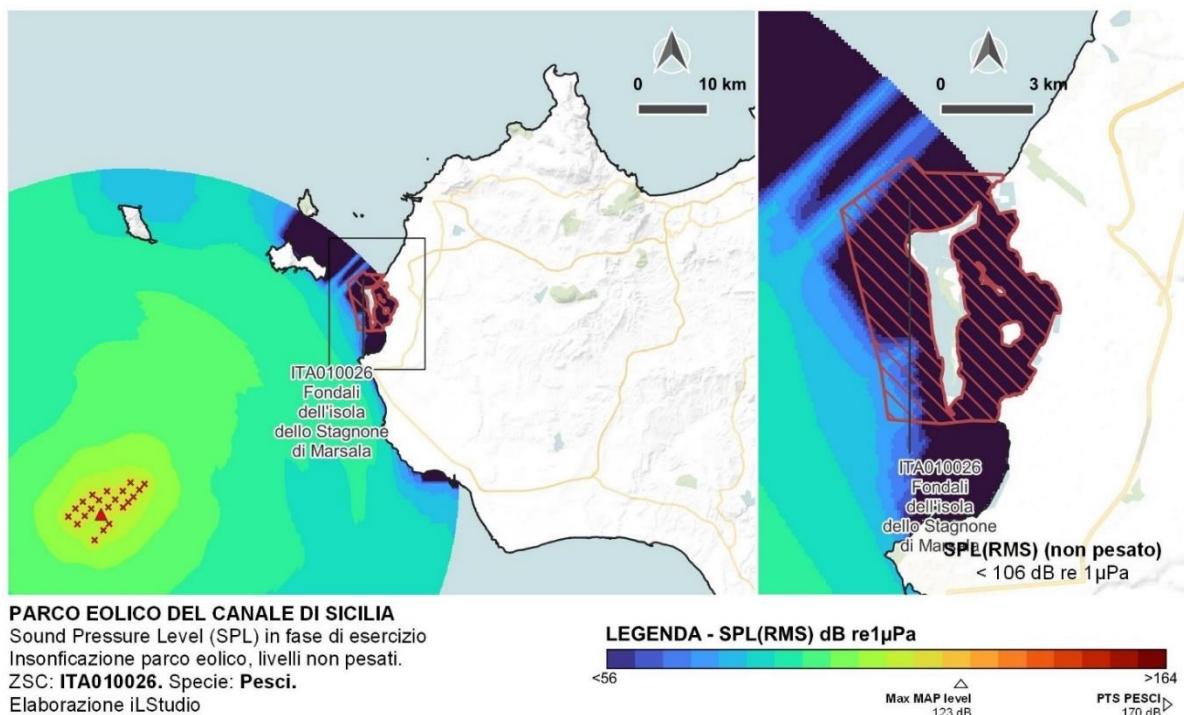 0 10 km
0 3 km
ITA010026
Fondali
dell'isola
dello Stagnone
di Marsala
ITA010026
Fondali
dell'isola
dello Stagnone
di Marsala
SPL(RMS) (non pesato)
< 106 dB re 1µPa
PARCO EOLICO DEL CANALE DI SICILIA
Sound Pressure Level (SPL) in fase di esercizio
Insonficazione parco eolico, livelli non pesati.
ZSC: ITA010026. Specie: Pesci.
Elaborazione iLStudio
LEGENDA - SPL(RMS) dB re1µPa
<56 >164
Max MAP level
123 dB
PTS PESCI
170 dB